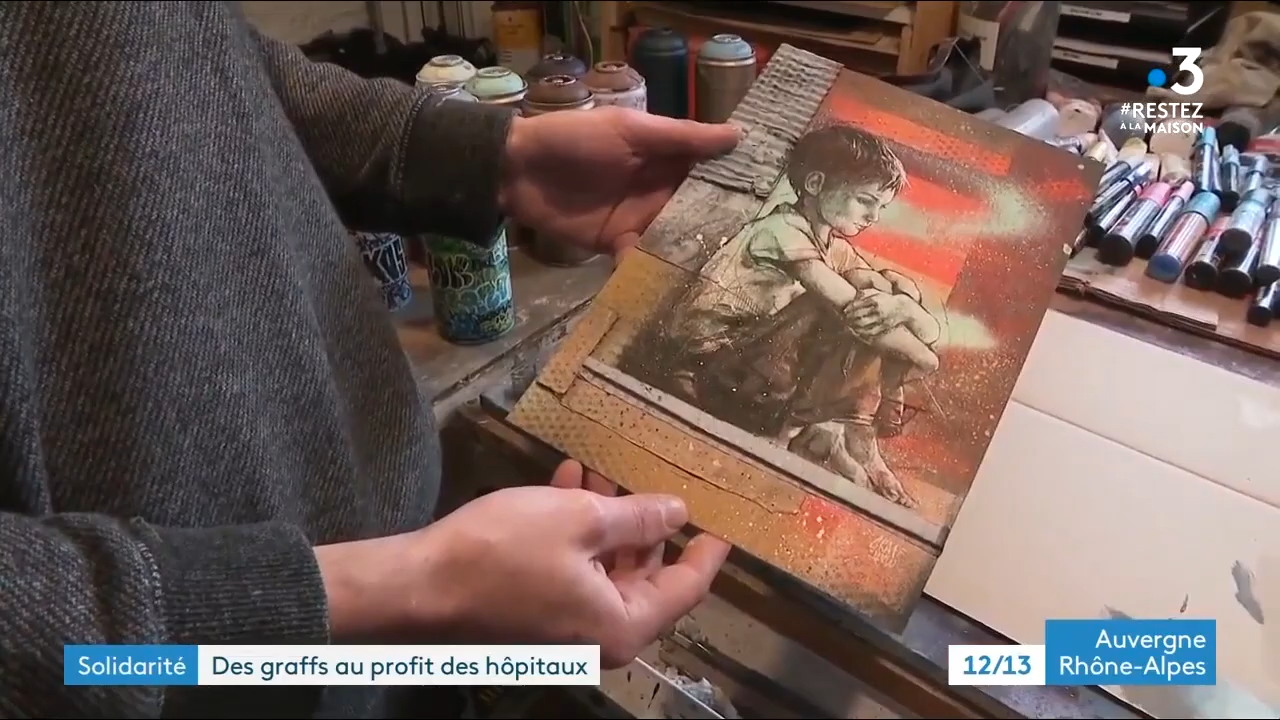 3
#RESTEZ
À LA MAISON
Solidarité
Des graffs au profit des hôpitaux
12/13
Auvergne
Rhône-Alpes